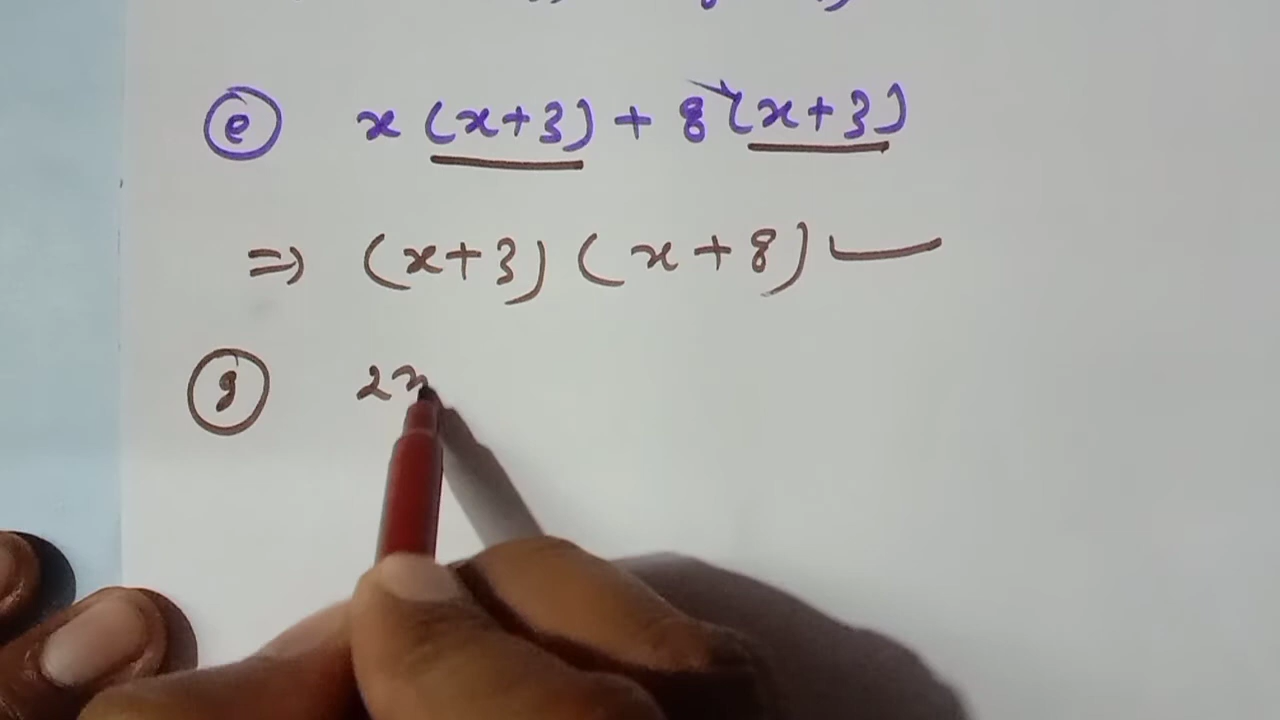 (e) x (x+3) + 8 (x+3)
=> (x+3) (x+8)
(g) 2x